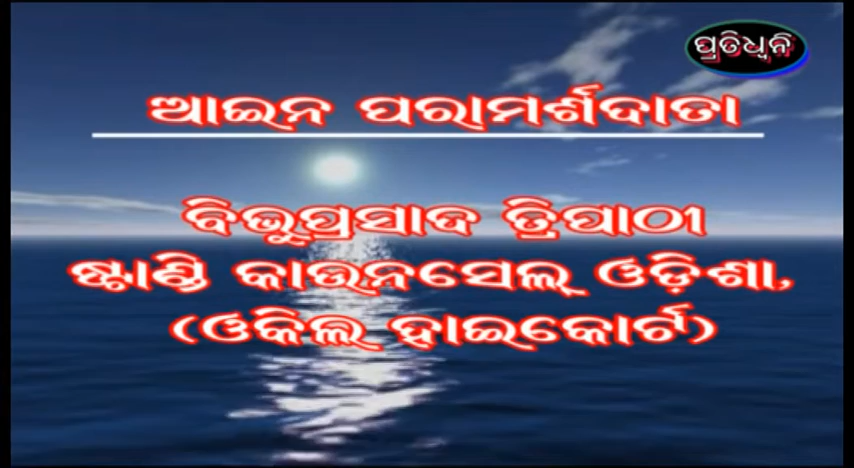 ପ୍ରତିଧ୍ୱନି
ଆଇନ ପରାମର୍ଶଦାତା
ବିଭୁପ୍ରସାଦ ତ୍ରିପାଠୀ
ଷ୍ଟାଣ୍ଡି କାଉନସେଲ୍ ଓଡ଼ିଶା,
(ଓକିଲ ହାଇକୋର୍ଟ)